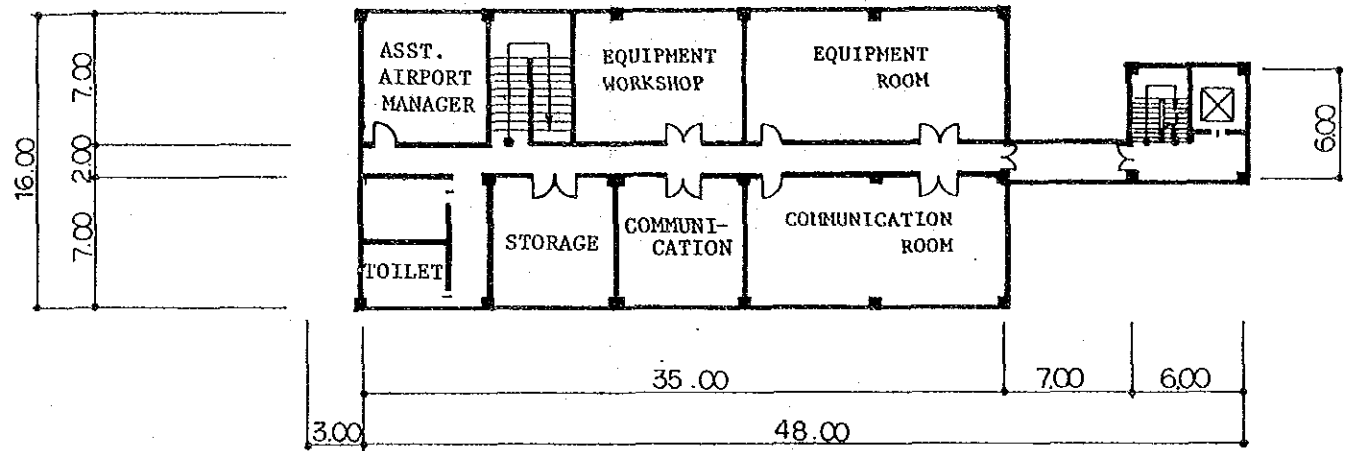 ASST.
AIRPORT
MANAGER
EQUIPMENT
WORKSHOP
EQUIPMENT
ROOM
TOILET
STORAGE
COMMUNI-
CATION
COMMUNICATION
ROOM
16.00
7.00
2.00
7.00
6.00
35.00
7.00
6.00
3.00
48.00